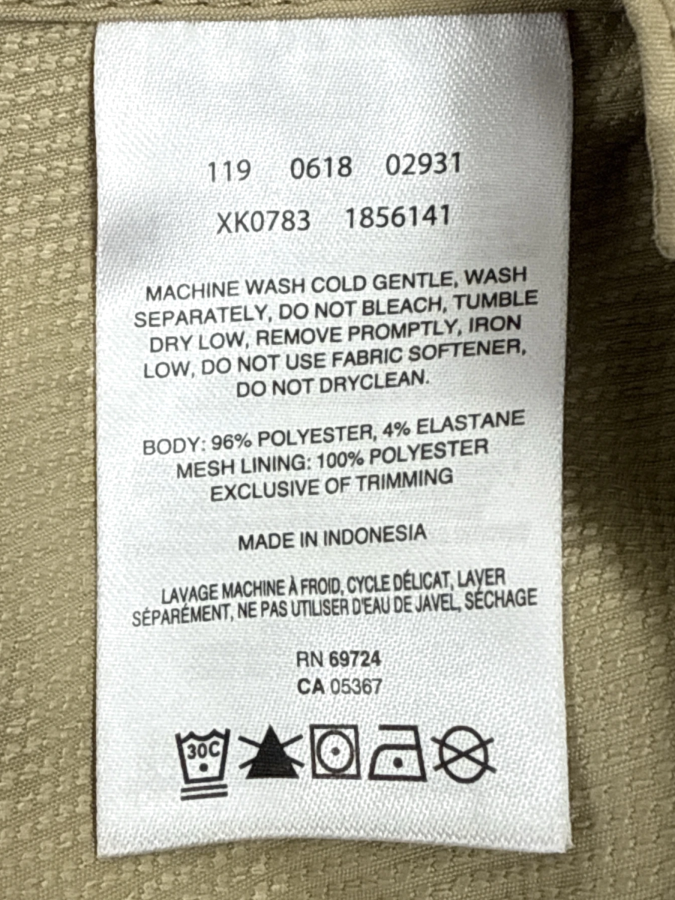 119 0618 02931
XK0783 1856141
MACHINE WASH COLD GENTLE, WASH
SEPARATELY, DO NOT BLEACH, TUMBLE
DRY LOW, REMOVE PROMPTLY, IRON
LOW, DO NOT USE FABRIC SOFTENER,
DO NOT DRYCLEAN.
BODY: 96% POLYESTER, 4% ELASTANE
MESH LINING: 100% POLYESTER
EXCLUSIVE OF TRIMMING
MADE IN INDONESIA
LAVAGE MACHINE À FROID, CYCLE DÉLICAT, LAVER
SÉPARÉMENT, NE PAS UTILISER D'EAU DE JAVEL, SÉCHAGE
RN 69724
CA 05367
30C